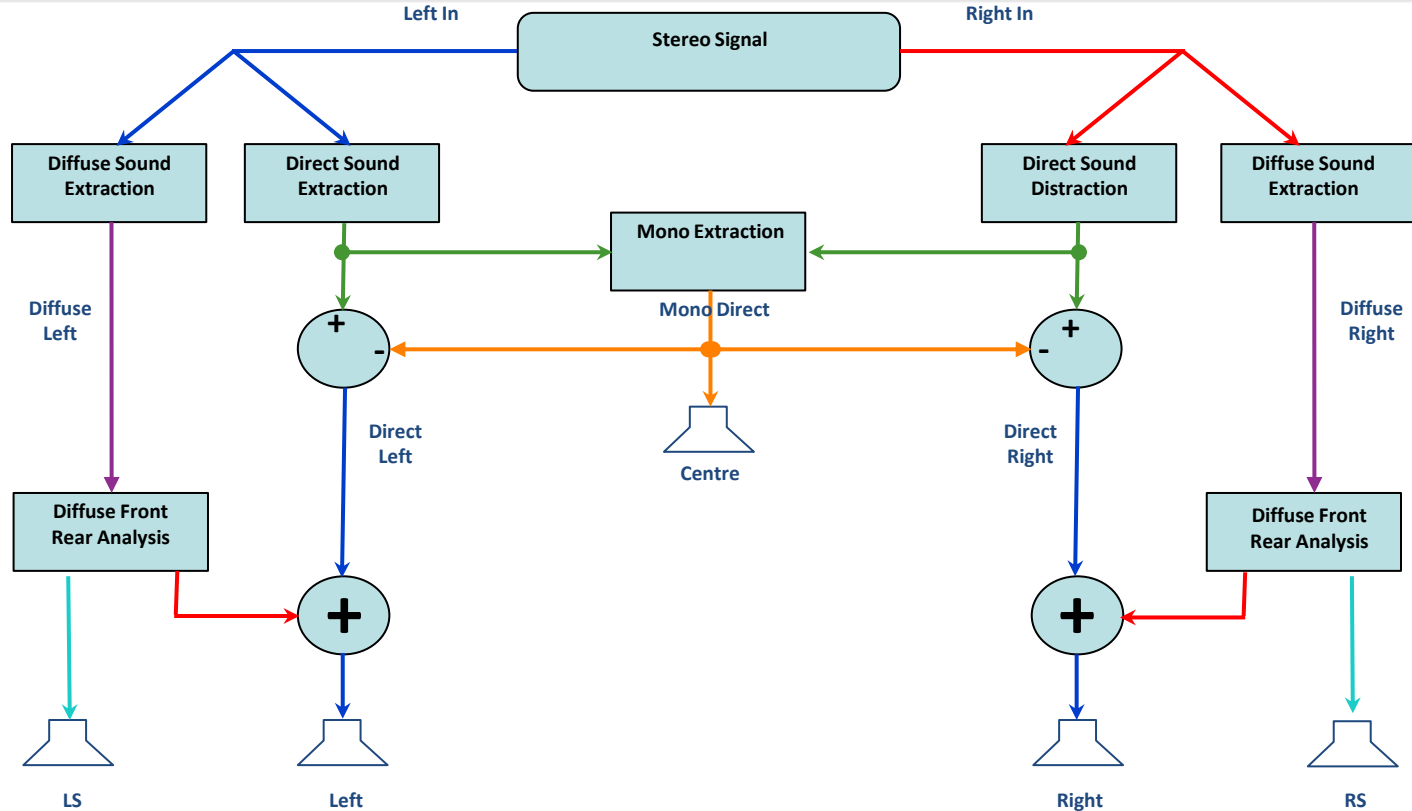 Left In
Right In
Stereo Signal
Diffuse Sound
Extraction
Direct Sound
Extraction
Direct Sound
Distraction
Diffuse Sound
Extraction
Mono Extraction
Diffuse
Left
Mono Direct
Diffuse
Right
+
-
+
-
Direct
Left
Direct
Right
Centre
Diffuse Front
Rear Analysis
Diffuse Front
Rear Analysis
+
+
LS
Left
Right
RS